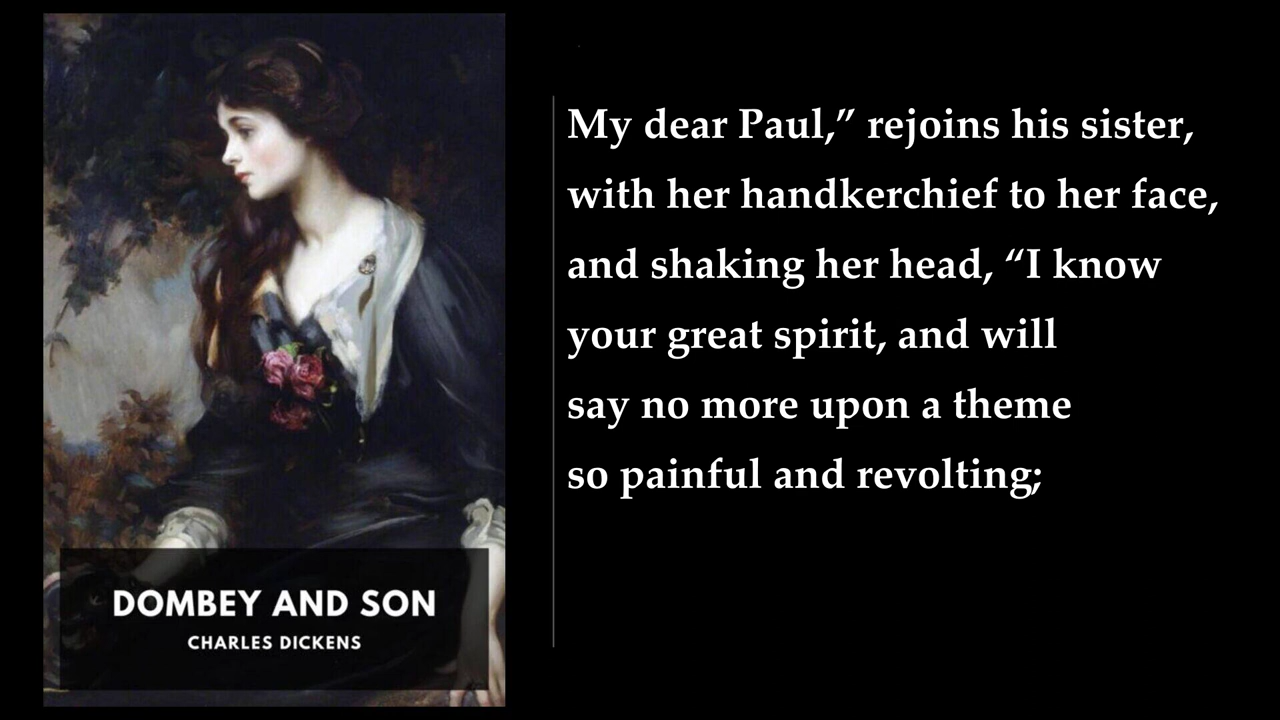 My dear Paul,” rejoins his sister,
with her handkerchief to her face,
and shaking her head, “I know
your great spirit, and will
say no more upon a theme
so painful and revolting;
DOMBEY AND SON
CHARLES DICKENS